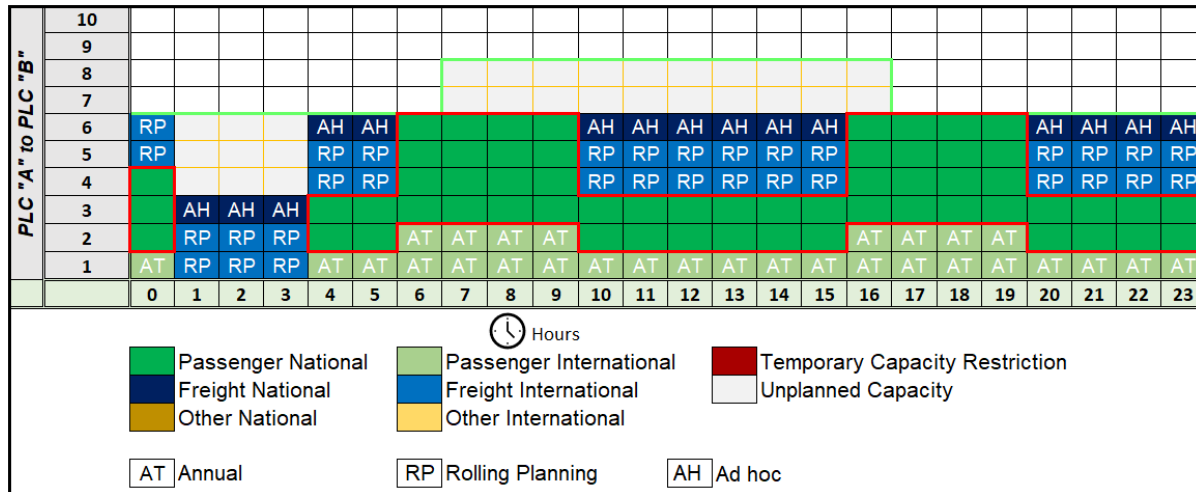 PLC "A" to PLC "B"
10
9
8
7
6 RP AH AH AH AH AH AH AH AH AH AH AH AH
5 RP RP RP RP RP RP RP RP RP RP RP RP RP
4 RP RP RP RP RP RP RP RP RP RP RP RP
3 AH AH AH
2 RP RP RP AT AT AT AT AT AT AT AT
1 AT RP RP RP AT AT AT AT AT AT AT AT AT AT AT AT AT AT AT AT AT AT AT AT
0 1 2 3 4 5 6 7 8 9 10 11 12 13 14 15 16 17 18 19 20 21 22 23
Hours
Passenger National Passenger International Temporary Capacity Restriction
Freight National Freight International Unplanned Capacity
Other National Other International
AT Annual RP Rolling Planning AH Ad hoc